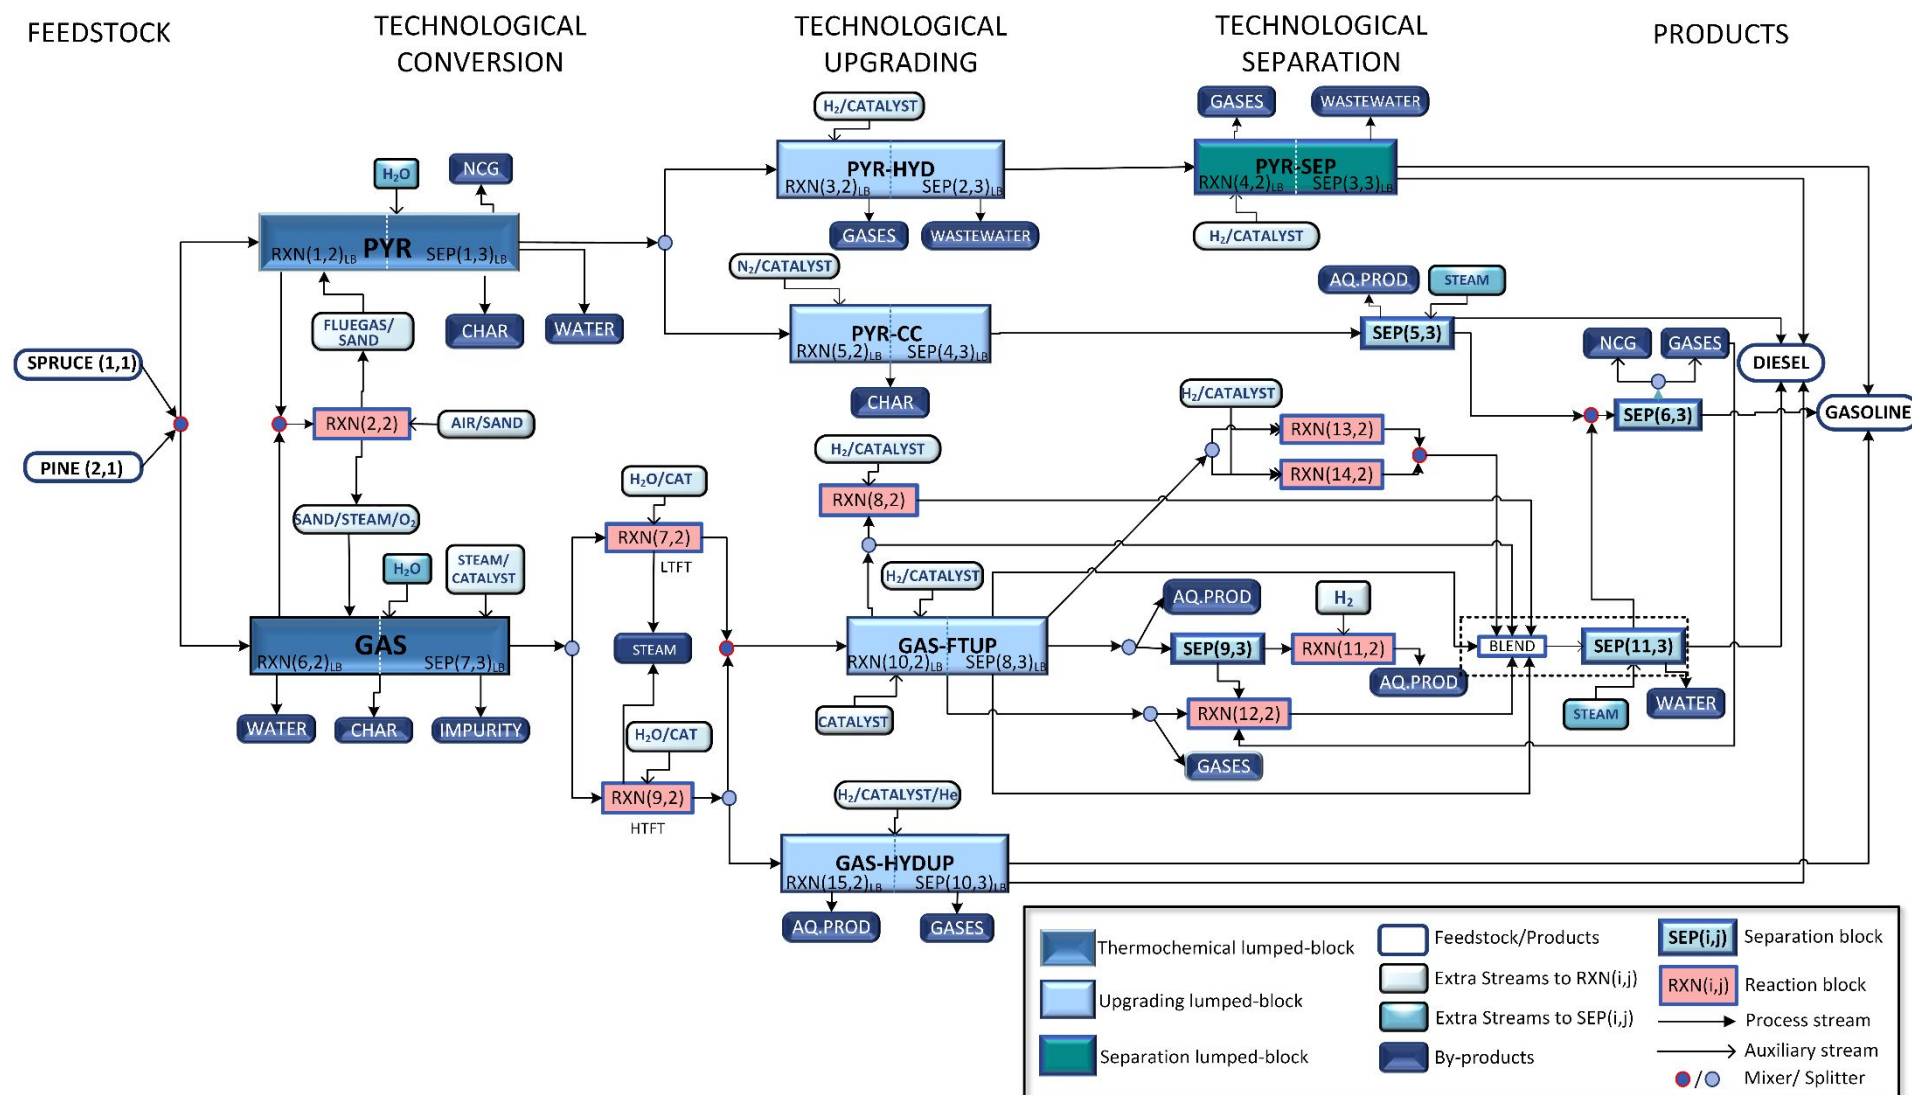 FEEDSTOCK
TECHNOLOGICAL
CONVERSION
TECHNOLOGICAL
UPGRADING
TECHNOLOGICAL
SEPARATION
PRODUCTS
H₂/CATALYST
GASES
WASTEWATER
PYR-HYD
RXN(3,2)LB
SEP(2,3)LB
PYR-SEP
RXN(4,2)LB
SEP(3,3)LB
NCG
H₂O
GASES
WASTEWATER
H₂/CATALYST
PYR
RXN(1,2)LB
SEP(1,3)LB
N₂/CATALYST
AQ.PROD
STEAM
FLUEGAS/
SAND
CHAR
WATER
PYR-CC
RXN(5,2)LB
SEP(4,3)LB
SEP(5,3)
NCG
GASES
DIESEL
SPRUCE (1,1)
CHAR
H₂/CATALYST
SEP(6,3)
GASOLINE
RXN(2,2)
AIR/SAND
RXN(13,2)
PINE (2,1)
H₂/CATALYST
RXN(14,2)
H₂O/CAT
RXN(8,2)
SAND/STEAM/O₂
RXN(7,2)
LTFT
H₂O
STEAM/
CATALYST
H₂/CATALYST
AQ.PROD
H₂
GAS
RXN(6,2)LB
SEP(7,3)LB
STEAM
GAS-FTUP
RXN(10,2)LB
SEP(8,3)LB
SEP(9,3)
RXN(11,2)
BLEND
SEP(11,3)
AQ.PROD
WATER
CHAR
IMPURITY
CATALYST
RXN(12,2)
STEAM
WATER
H₂O/CAT
GASES
RXN(9,2)
HTFT
H₂/CATALYST/He
GAS-HYDUP
RXN(15,2)LB
SEP(10,3)LB
AQ.PROD
GASES
Thermochemical lumped-block
Upgrading lumped-block
Separation lumped-block
Feedstock/Products
Extra Streams to RXN(i,j)
Extra Streams to SEP(i,j)
By-products
SEP(i,j)
Separation block
RXN(i,j)
Reaction block
Process stream
Auxiliary stream
/
Mixer/ Splitter